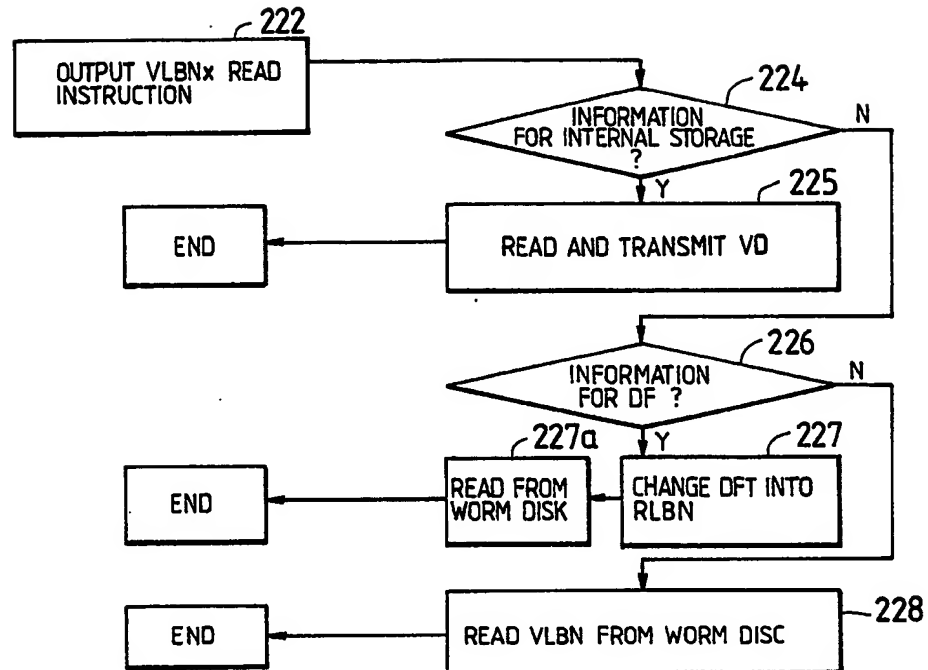 222
OUTPUT VLBNx READ
INSTRUCTION
224
INFORMATION
FOR INTERNAL STORAGE
?
N
Y
225
READ AND TRANSMIT VD
END
226
INFORMATION
FOR DF ?
N
Y
227a
227
READ FROM
WORM DISK
CHANGE DFT INTO
RLBN
END
READ VLBN FROM WORM DISC
228
END